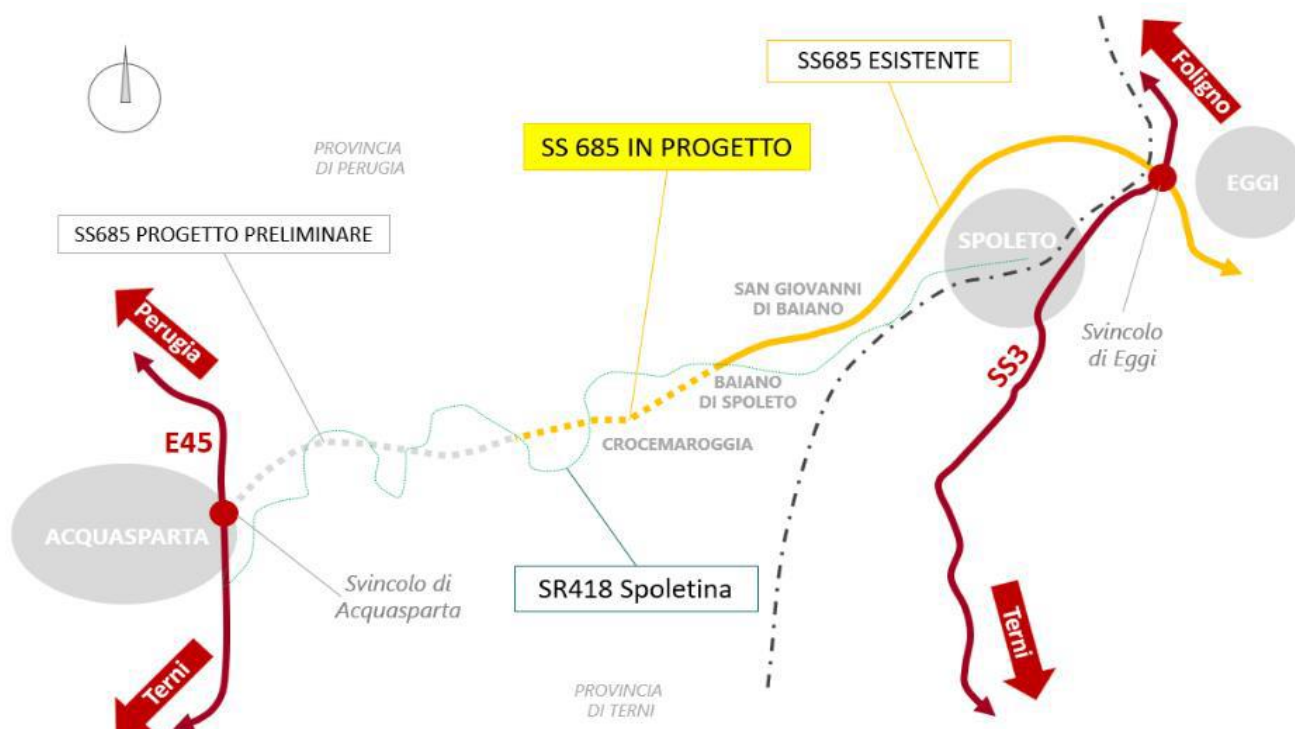 Foligno
SS685 ESISTENTE
SS 685 IN PROGETTO
PROVINCIA
DI PERUGIA
EGGI
SS685 PROGETTO PRELIMINARE
SPOLETO
SAN GIOVANNI
DI BAIANO
Perugia
Svincolo
di Eggi
SS3
BAIANO
DI SPOLETO
E45
CROCEMAROGGIA
ACQUASPARTA
Svincolo di
Acquasparta
SR418 Spoletina
Terni
Terni
PROVINCIA
DI TERNI